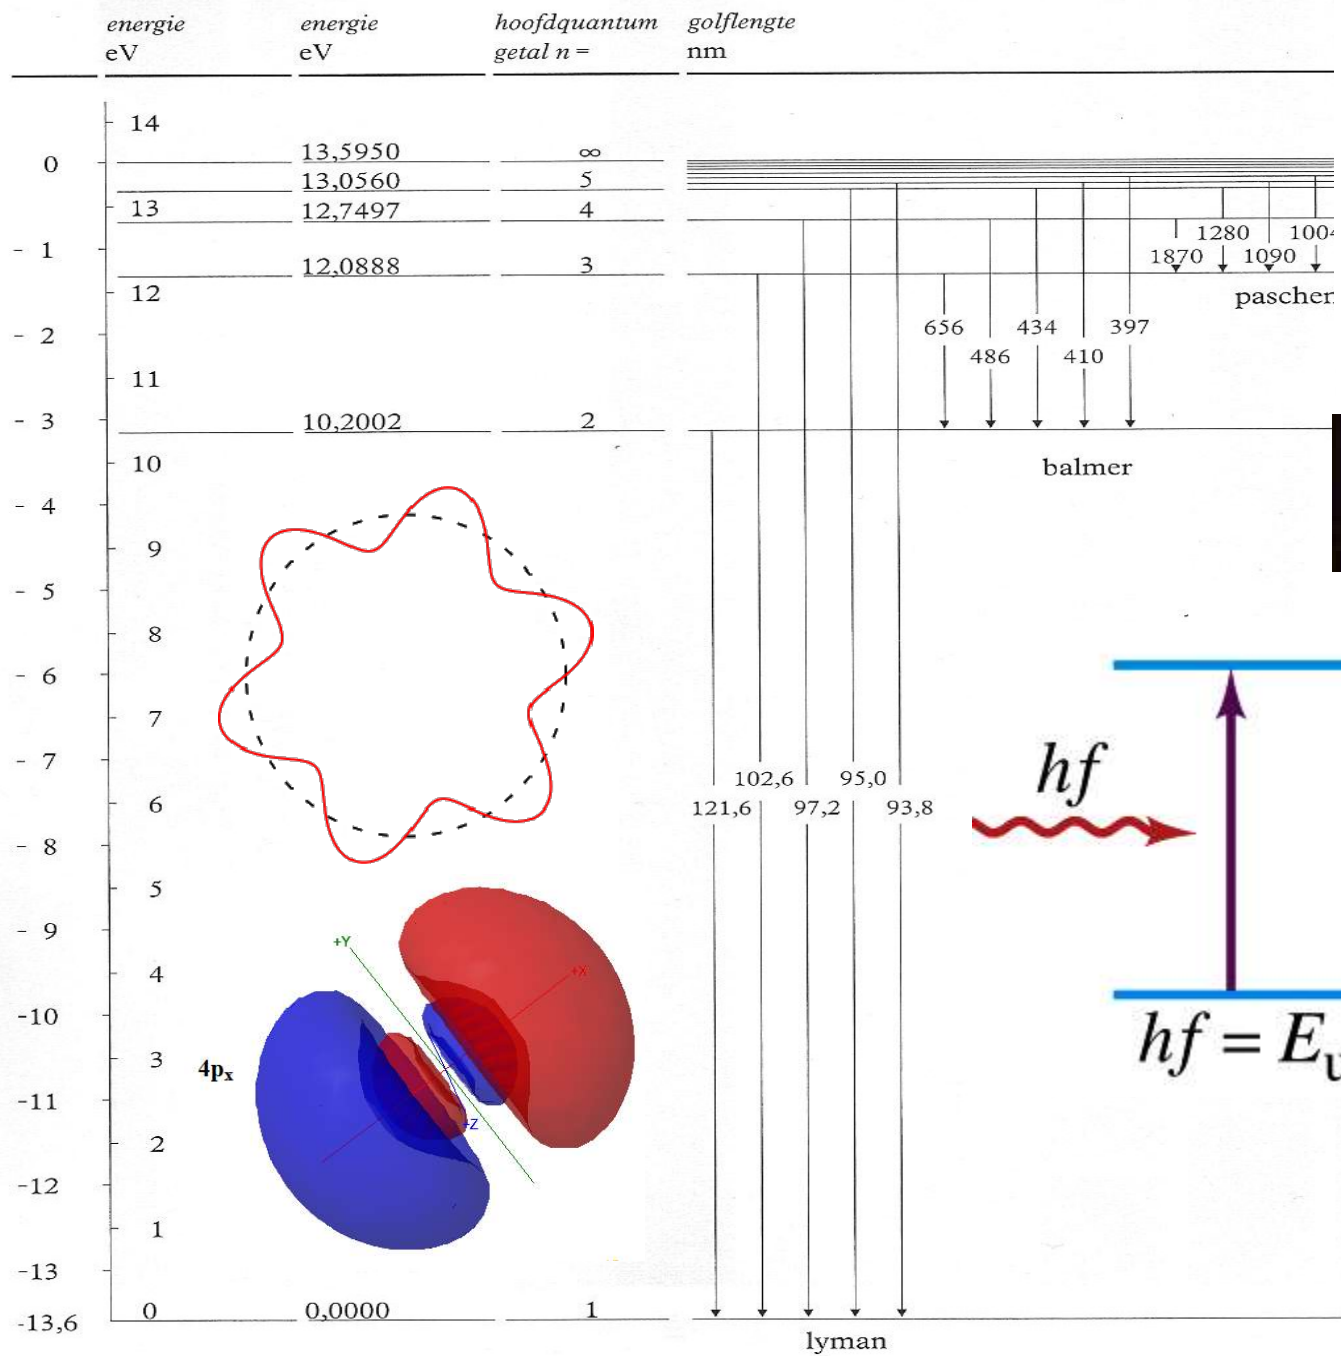 energie energie hoofdquantum golflengte
eV eV getal n = nm
14
0 13,5950 ∞
13,0560 5
13 12,7497 4
- 1 1280 1004
12,0888 3 1870 1090
12 paschen
- 2 656 434 397
486 410
11
- 3 10,2002 2
10 balmer
- 4
9
- 5
8
- 6
7
- 7
hf
102,6 95,0
6 121,6 97,2 93,8
- 8
5
- 9 +Y
4 +X
-10
hf = Eu
3 4px
-11
+Z
2
-12
1
-13
0 0,0000 1
-13,6
lyman